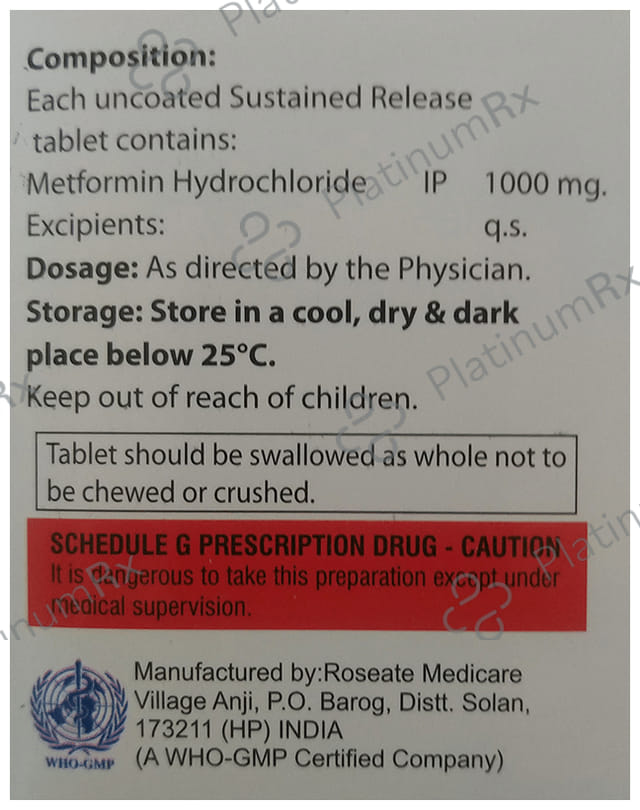 Composition:
Each uncoated Sustained Release
tablet contains:
Metformin Hydrochloride IP 1000 mg.
Excipients: q.s.
Dosage: As directed by the Physician.
Storage: Store in a cool, dry & dark
place below 25°C.
Keep out of reach of children.
Tablet should be swallowed as whole not to
be chewed or crushed.
SCHEDULE G PRESCRIPTION DRUG - CAUTION
It is dangerous to take this preparation except under
medical supervision.
Manufactured by:Roseate Medicare
Village Anji, P.O. Barog, Distt. Solan,
173211 (HP) INDIA
(A WHO-GMP Certified Company)
WHO-GMP
PlatinumRx
PlatinumRx